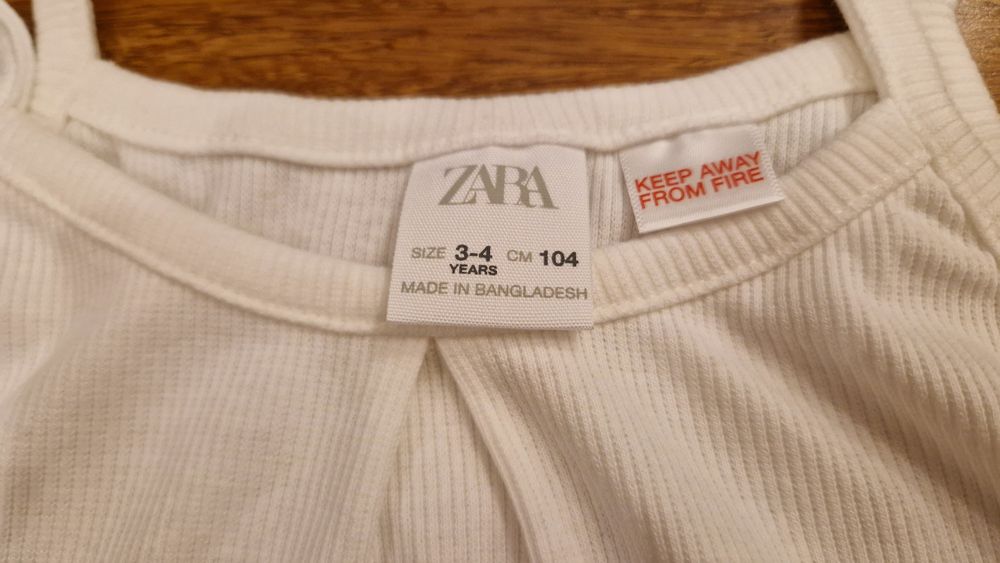 ZARA
SIZE 3-4 CM 104
YEARS
MADE IN BANGLADESH
KEEP AWAY
FROM FIRE